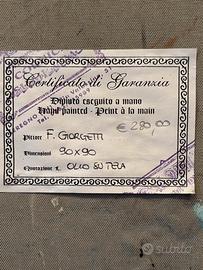 Certificato di Garanzia
Dipinto eseguito a mano
Hand painted - Peint à la main
€ 280,00
Pittore F. GIORGETTI
Dimensioni 90x90
Quotazione L. OLIO SU TELA
subito